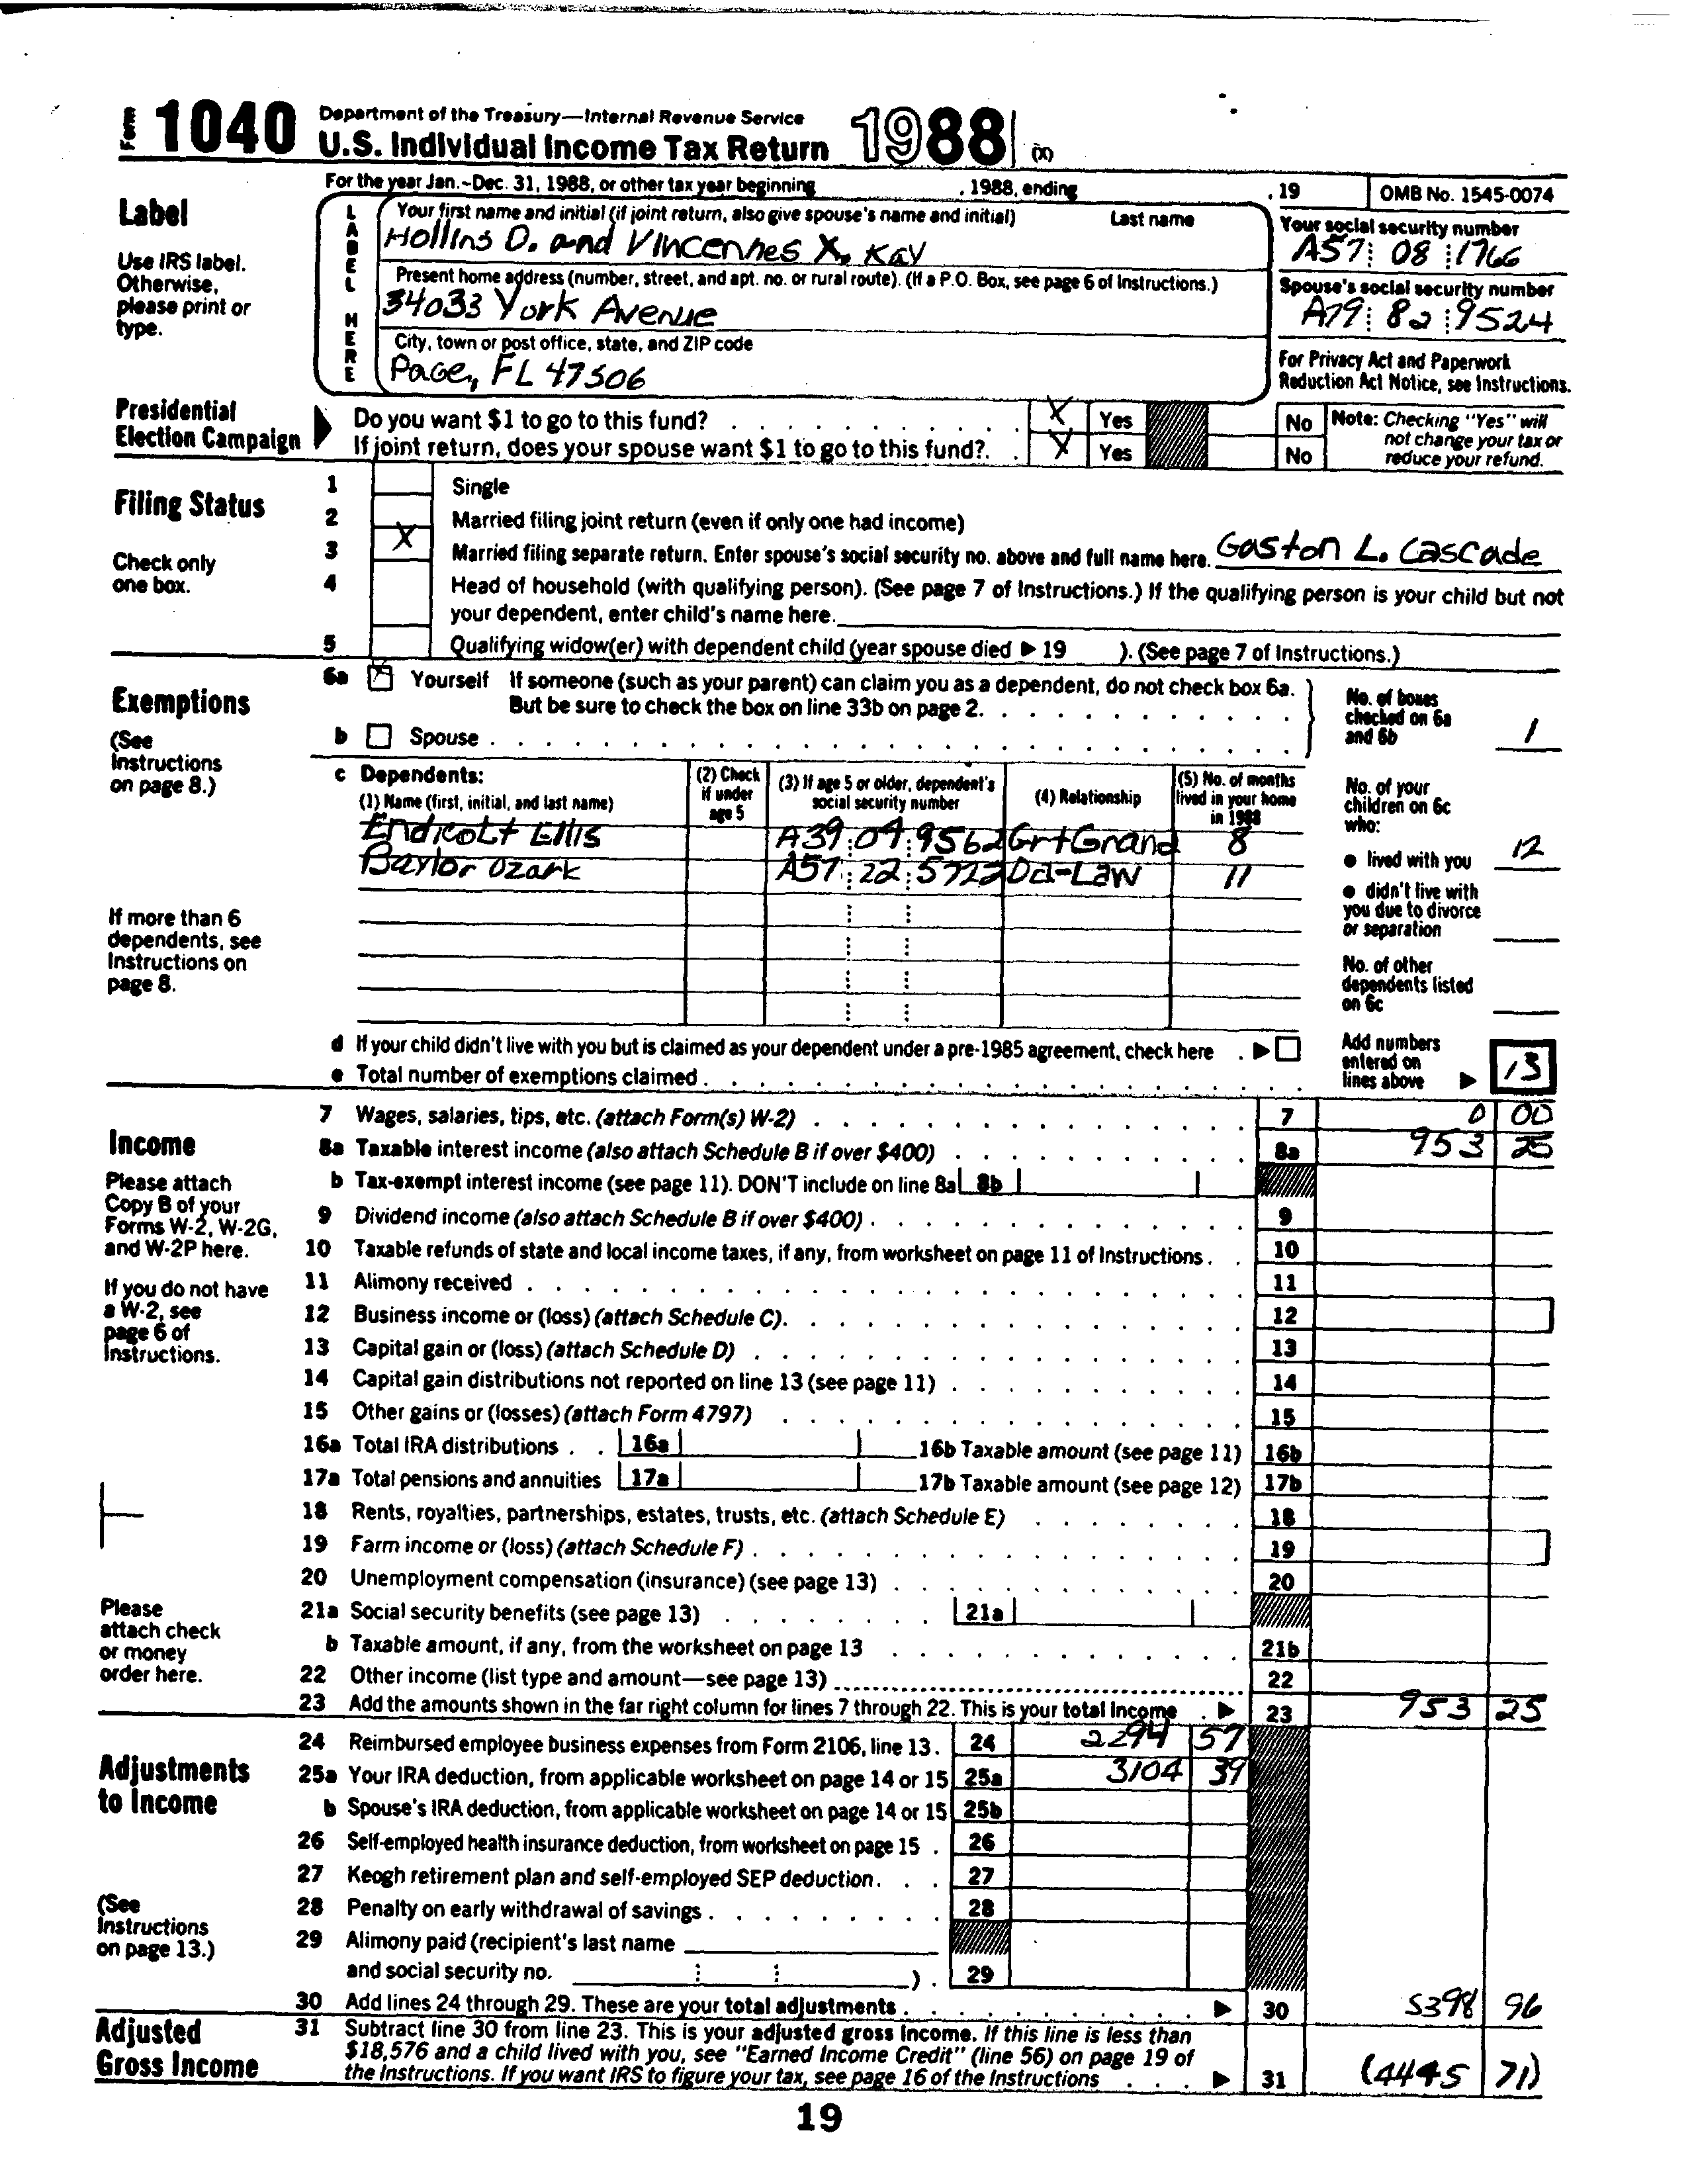 Form 1040 Department of the Treasury—Internal Revenue Service
U.S. Individual Income Tax Return 1988 (X)
For the year Jan.–Dec. 31, 1988, or other tax year beginning , 1988, ending , 19 OMB No. 1545-0074
Label
Use IRS label.
Otherwise,
please print or
type.
LABEL HERE
Your first name and initial (if joint return, also give spouse's name and initial) Last name
Hollins D. and Vincennes X. Kay
Your social security number
A57 08 1766
Present home address (number, street, and apt. no. or rural route). (If a P.O. Box, see page 6 of Instructions.)
34033 York Avenue
Spouse's social security number
A79 82 9524
City, town or post office, state, and ZIP code
Page, FL 47506
For Privacy Act and Paperwork
Reduction Act Notice, see Instructions.
Presidential
Election Campaign
Do you want $1 to go to this fund? X Yes No
If joint return, does your spouse want $1 to go to this fund? X Yes No
Note: Checking "Yes" will
not change your tax or
reduce your refund.
Filing Status
Check only
one box.
1 Single
2 Married filing joint return (even if only one had income)
3 X Married filing separate return. Enter spouse's social security no. above and full name here. Gaston L. Cascade
4 Head of household (with qualifying person). (See page 7 of Instructions.) If the qualifying person is your child but not
your dependent, enter child's name here.
5 Qualifying widow(er) with dependent child (year spouse died ▶ 19 ). (See page 7 of Instructions.)
Exemptions
(See
Instructions
on page 8.)
6a X Yourself If someone (such as your parent) can claim you as a dependent, do not check box 6a.
But be sure to check the box on line 33b on page 2.
b Spouse
No. of boxes
checked on 6a
and 6b 1
c Dependents:
(1) Name (first, initial, and last name)
(2) Check
if under
age 5
(3) If age 5 or older, dependent's
social security number
(4) Relationship
(5) No. of months
lived in your home
in 1988
Endicott Ellis A39 09 9562 GrtGrand 8
Baylor Ozark A57 22 5722 Da-Law 11
If more than 6
dependents, see
Instructions on
page 8.
No. of your
children on 6c
who:
● lived with you 12
● didn't live with
you due to divorce
or separation
No. of other
dependents listed
on 6c
d If your child didn't live with you but is claimed as your dependent under a pre-1985 agreement, check here ▶
e Total number of exemptions claimed
Add numbers
entered on
lines above ▶ 13
Income
Please attach
Copy B of your
Forms W-2, W-2G,
and W-2P here.
If you do not have
a W-2, see
page 6 of
Instructions.
7 Wages, salaries, tips, etc. (attach Form(s) W-2) 7 0 00
8a Taxable interest income (also attach Schedule B if over $400) 8a 953 25
b Tax-exempt interest income (see page 11). DON'T include on line 8a 8b
9 Dividend income (also attach Schedule B if over $400) 9
10 Taxable refunds of state and local income taxes, if any, from worksheet on page 11 of Instructions 10
11 Alimony received 11
12 Business income or (loss) (attach Schedule C) 12
13 Capital gain or (loss) (attach Schedule D) 13
14 Capital gain distributions not reported on line 13 (see page 11) 14
15 Other gains or (losses) (attach Form 4797) 15
16a Total IRA distributions 16a 16b Taxable amount (see page 11) 16b
17a Total pensions and annuities 17a 17b Taxable amount (see page 12) 17b
18 Rents, royalties, partnerships, estates, trusts, etc. (attach Schedule E) 18
19 Farm income or (loss) (attach Schedule F) 19
20 Unemployment compensation (insurance) (see page 13) 20
21a Social security benefits (see page 13) 21a
b Taxable amount, if any, from the worksheet on page 13 21b
22 Other income (list type and amount—see page 13) 22
23 Add the amounts shown in the far right column for lines 7 through 22. This is your total income ▶ 23 953 25
Please
attach check
or money
order here.
Adjustments
to Income
(See
Instructions
on page 13.)
24 Reimbursed employee business expenses from Form 2106, line 13. 24 2294 57
25a Your IRA deduction, from applicable worksheet on page 14 or 15 25a 3104 39
b Spouse's IRA deduction, from applicable worksheet on page 14 or 15 25b
26 Self-employed health insurance deduction, from worksheet on page 15 26
27 Keogh retirement plan and self-employed SEP deduction 27
28 Penalty on early withdrawal of savings 28
29 Alimony paid (recipient's last name
and social security no. ) 29
30 Add lines 24 through 29. These are your total adjustments ▶ 30 5398 96
Adjusted
Gross Income
31 Subtract line 30 from line 23. This is your adjusted gross income. If this line is less than
$18,576 and a child lived with you, see "Earned Income Credit" (line 56) on page 19 of
the Instructions. If you want IRS to figure your tax, see page 16 of the Instructions ▶ 31 (4445 71)
19